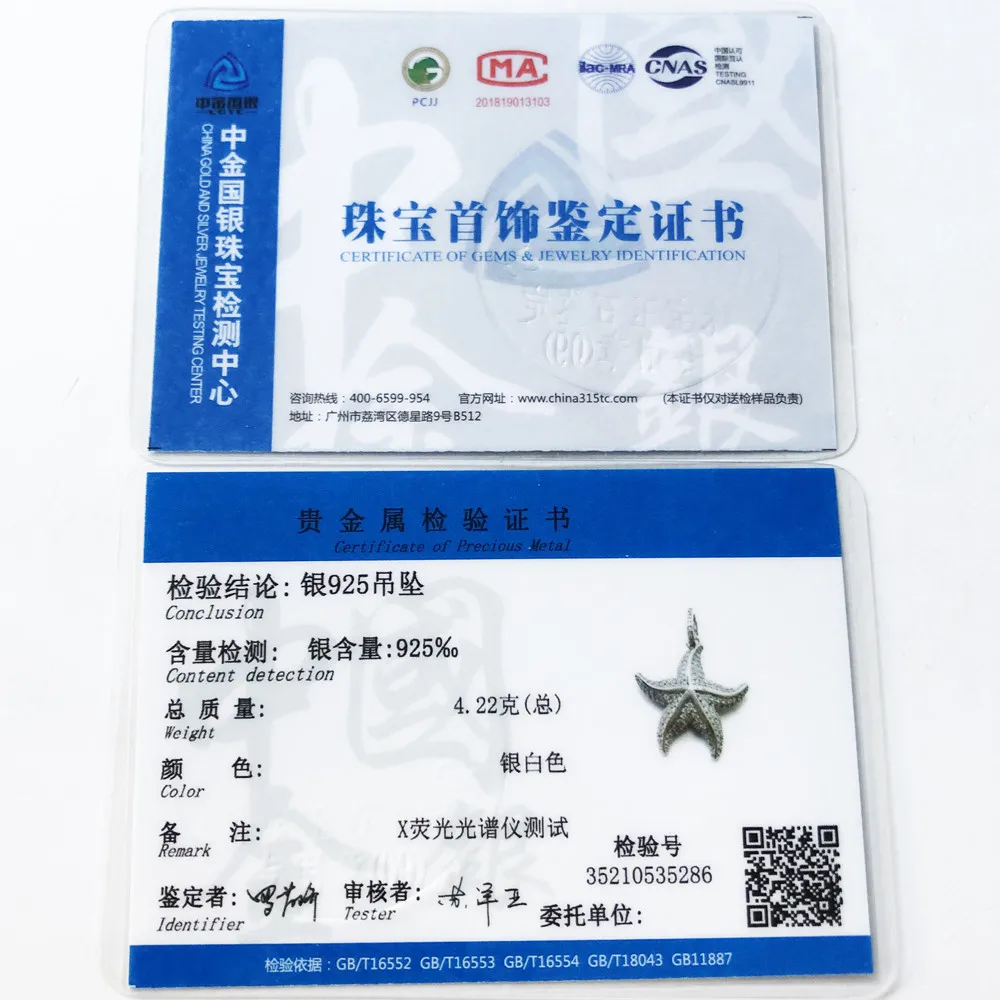 中金国银
LGTC
中金国银珠宝检测中心
CHINA GOLD AND SILVER JEWELRY TESTING CENTER
PCJJ
MA
201819013103
ilac-MRA
CNAS
中国认可
国际互认
检测
TESTING
CNASL9911
珠宝首饰鉴定证书
CERTIFICATE OF GEMS & JEWELRY IDENTIFICATION
咨询热线：400-6599-954 官方网址：www.china315tc.com (本证书仅对送检样品负责)
地址：广州市荔湾区德星路9号B512
贵金属检验证书
Certificate of Precious Metal
检验结论: 银925吊坠
Conclusion
含量检测: 银含量:925‰
Content detection
总质量: 4.22克(总)
Weight
颜色: 银白色
Color
备注: X荧光光谱仪测试
Remark
检验号
35210535286
鉴定者: 审核者:
Identifier Tester
委托单位:
检验依据：GB/T16552 GB/T16553 GB/T16554 GB/T18043 GB11887